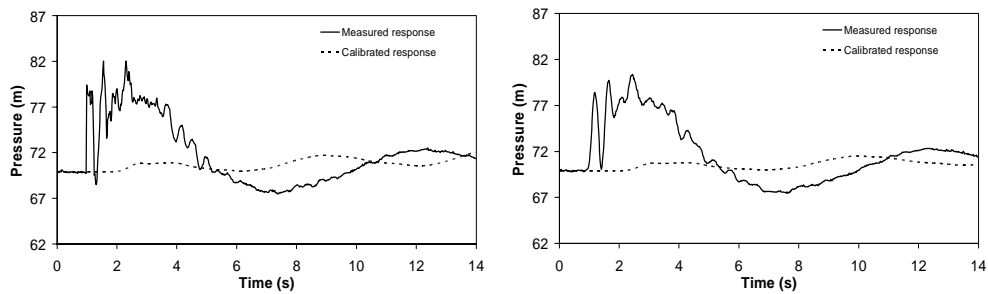 87
82
77
72
67
62
Pressure (m)
Measured response
Calibrated response
0 2 4 6 8 10 12 14
Time (s)
87
82
77
72
67
62
Pressure (m)
Measured response
Calibrated response
0 2 4 6 8 10 12 14
Time (s)